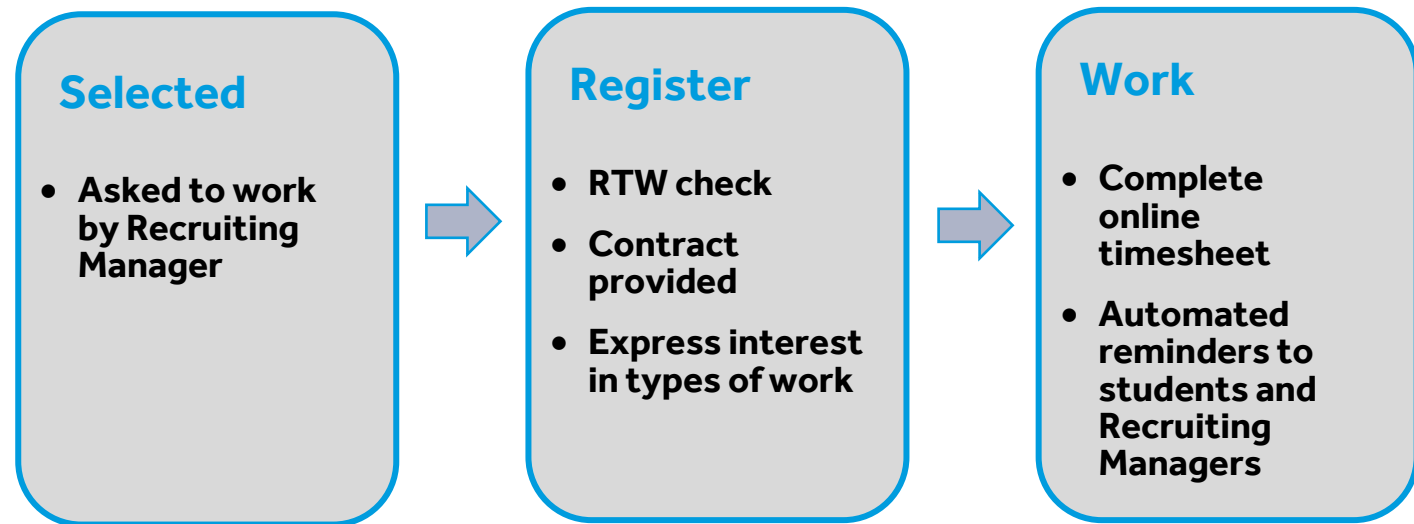 Selected
• Asked to work
by Recruiting
Manager
Register
• RTW check
• Contract
provided
• Express interest
in types of work
Work
• Complete
online
timesheet
• Automated
reminders to
students and
Recruiting
Managers